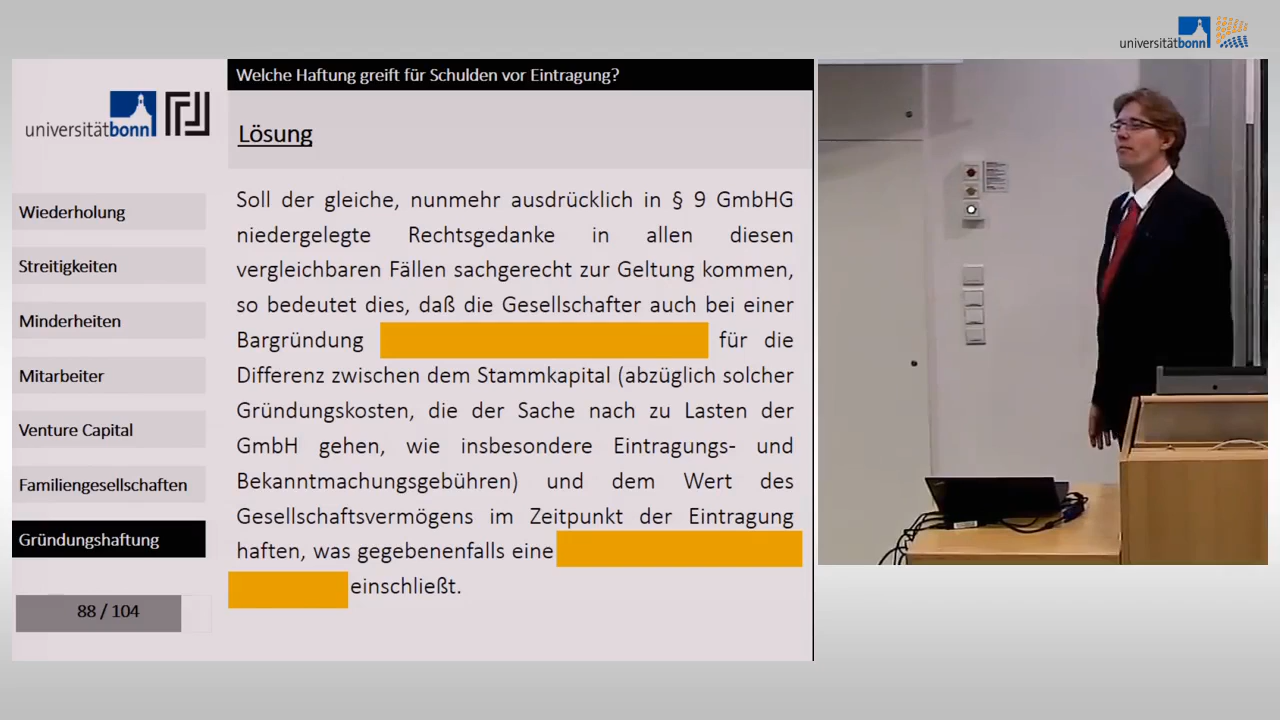 universitätbonn
Welche Haftung greift für Schulden vor Eintragung?
universitätbonn
Lösung
Wiederholung
Streitigkeiten
Minderheiten
Mitarbeiter
Venture Capital
Familiengesellschaften
Gründungshaftung
88 / 104
Soll der gleiche, nunmehr ausdrücklich in § 9 GmbHG
niedergelegte Rechtsgedanke in allen diesen
vergleichbaren Fällen sachgerecht zur Geltung kommen,
so bedeutet dies, daß die Gesellschafter auch bei einer
Bargründung für die
Differenz zwischen dem Stammkapital (abzüglich solcher
Gründungskosten, die der Sache nach zu Lasten der
GmbH gehen, wie insbesondere Eintragungs- und
Bekanntmachungsgebühren) und dem Wert des
Gesellschaftsvermögens im Zeitpunkt der Eintragung
haften, was gegebenenfalls eine
einschließt.